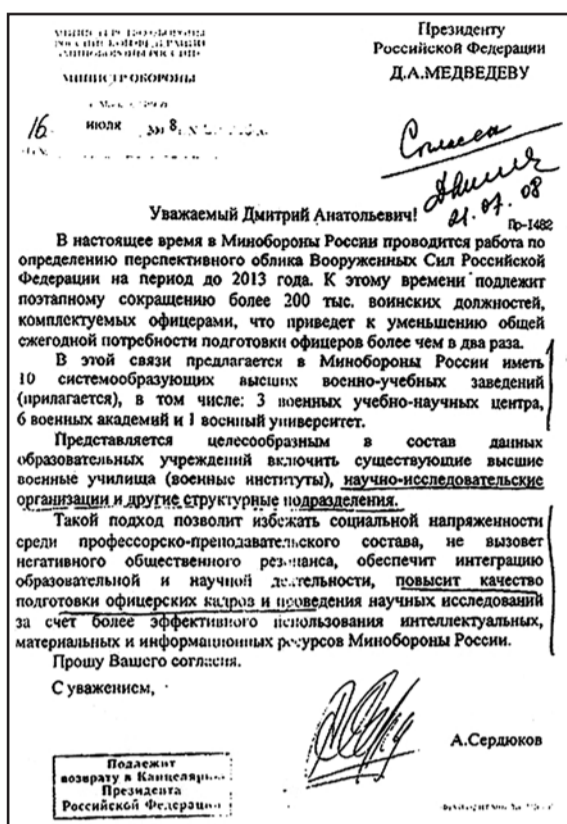 МИНИСТЕРСТВО ОБОРОНЫ
РОССИЙСКОЙ ФЕДЕРАЦИИ
(МИНОБОРОНЫ РОССИИ)
МИНИСТР ОБОРОНЫ
16 июля
Президенту
Российской Федерации
Д.А.МЕДВЕДЕВУ
Согласен
21.07.08
Пр-1482
Уважаемый Дмитрий Анатольевич!
В настоящее время в Минобороны России проводится работа по
определению перспективного облика Вооруженных Сил Российской
Федерации на период до 2013 года. К этому времени подлежит
поэтапному сокращению более 200 тыс. воинских должностей,
комплектуемых офицерами, что приведет к уменьшению общей
ежегодной потребности подготовки офицеров более чем в два раза.
В этой связи предлагается в Минобороны России иметь
10 системообразующих высших военно-учебных заведений
(прилагается), в том числе: 3 военных учебно-научных центра,
6 военных академий и 1 военный университет.
Представляется целесообразным в состав данных
образовательных учреждений включить существующие высшие
военные училища (военные институты), научно-исследовательские
организации и другие структурные подразделения.
Такой подход позволит избежать социальной напряженности
среди профессорско-преподавательского состава, не вызовет
негативного общественного резонанса, обеспечит интеграцию
образовательной и научной деятельности, повысит качество
подготовки офицерских кадров и проведения научных исследований
за счет более эффективного использования интеллектуальных,
материальных и информационных ресурсов Минобороны России.
Прошу Вашего согласия.
С уважением,
А.Сердюков
Подлежит
возврату в Канцелярию
Президента
Российской Федерации